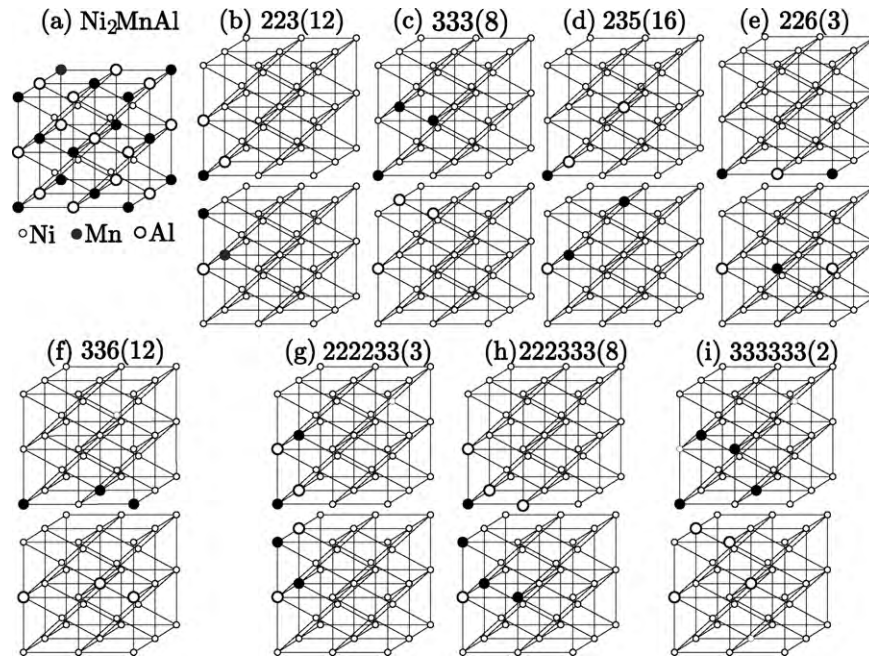 (a) Ni₂MnAl (b) 223(12) (c) 333(8) (d) 235(16) (e) 226(3)
Ni Mn Al
(f) 336(12) (g) 222233(3) (h) 222333(8) (i) 333333(2)